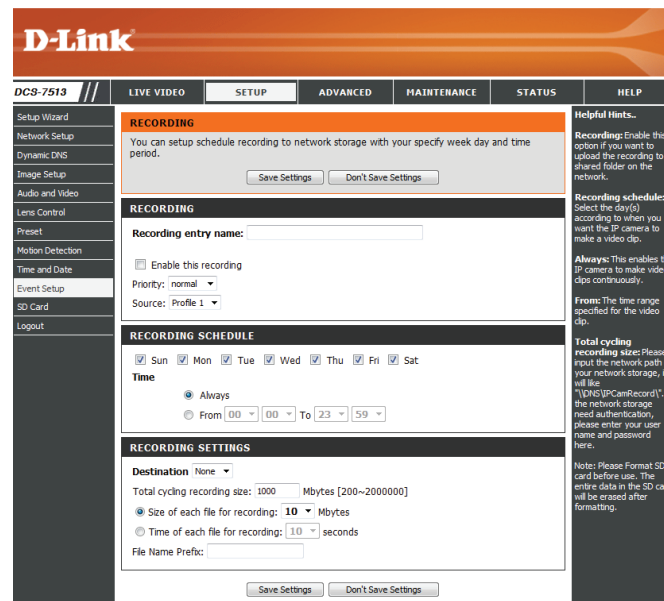 D-Link
DCS-7513 // LIVE VIDEO SETUP ADVANCED MAINTENANCE STATUS HELP
Setup Wizard
Network Setup
Dynamic DNS
Image Setup
Audio and Video
Lens Control
Preset
Motion Detection
Time and Date
Event Setup
SD Card
Logout
RECORDING
You can setup schedule recording to network storage with your specify week day and time
period.
Save Settings Don't Save Settings
RECORDING
Recording entry name:
Enable this recording
Priority: normal
Source: Profile 1
RECORDING SCHEDULE
Sun Mon Tue Wed Thu Fri Sat
Time
Always
From 00 00 To 23 59
RECORDING SETTINGS
Destination None
Total cycling recording size: 1000 Mbytes [200~2000000]
Size of each file for recording: 10 Mbytes
Time of each file for recording: 10 seconds
File Name Prefix:
Save Settings Don't Save Settings
Helpful Hints..
Recording: Enable this
option if you want to
upload the recording to
shared folder on the
network.
Recording schedule:
Select the day(s)
according to when you
want the IP camera to
make a video clip.
Always: This enables
IP camera to make
clips continuously.
From: The time range
specified for the video
clip.
Total cycling
recording size: Please
input the network path
your network storage,
will like
"\\DNS\IPCamRecord\".
the network storage
need authentication,
please enter your user
name and password
here.
Note: Please Format SD
card before use. The
entire data in the SD
will be erased after
formatting.